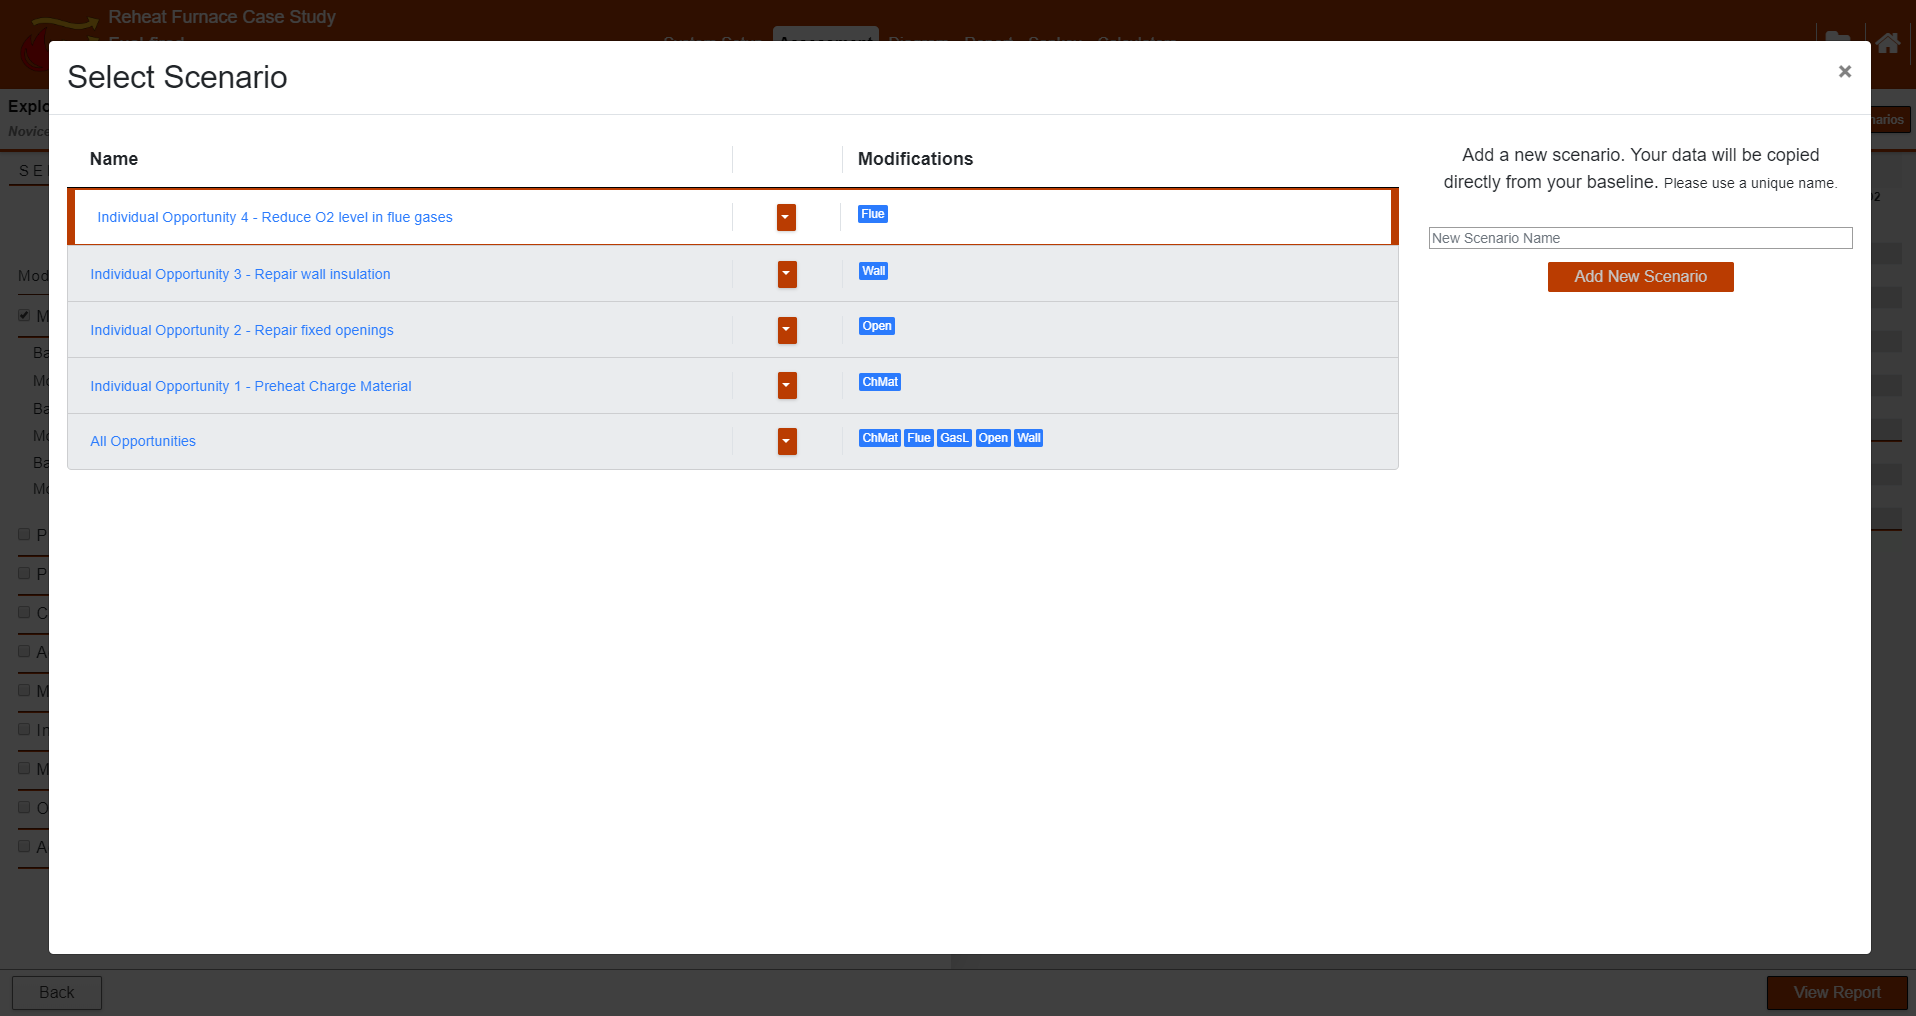 Reheat Furnace Case Study
Select Scenario
×
Name
Modifications
Individual Opportunity 4 - Reduce O2 level in flue gases
Flue
Individual Opportunity 3 - Repair wall insulation
Wall
Individual Opportunity 2 - Repair fixed openings
Open
Individual Opportunity 1 - Preheat Charge Material
ChMat
All Opportunities
ChMat Flue GasL Open Wall
Add a new scenario. Your data will be copied
directly from your baseline. Please use a unique name.
New Scenario Name
Add New Scenario
Back
View Report